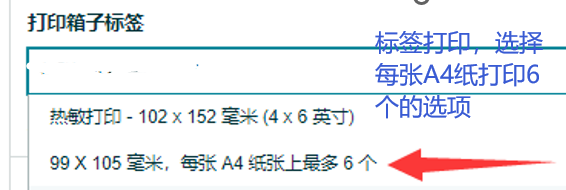 打印箱子标签
标签打印，选择
每张A4纸打印6
个的选项
热敏打印 - 102 x 152 毫米 (4 x 6 英寸)
99 X 105 毫米，每张 A4 纸张上最多 6 个